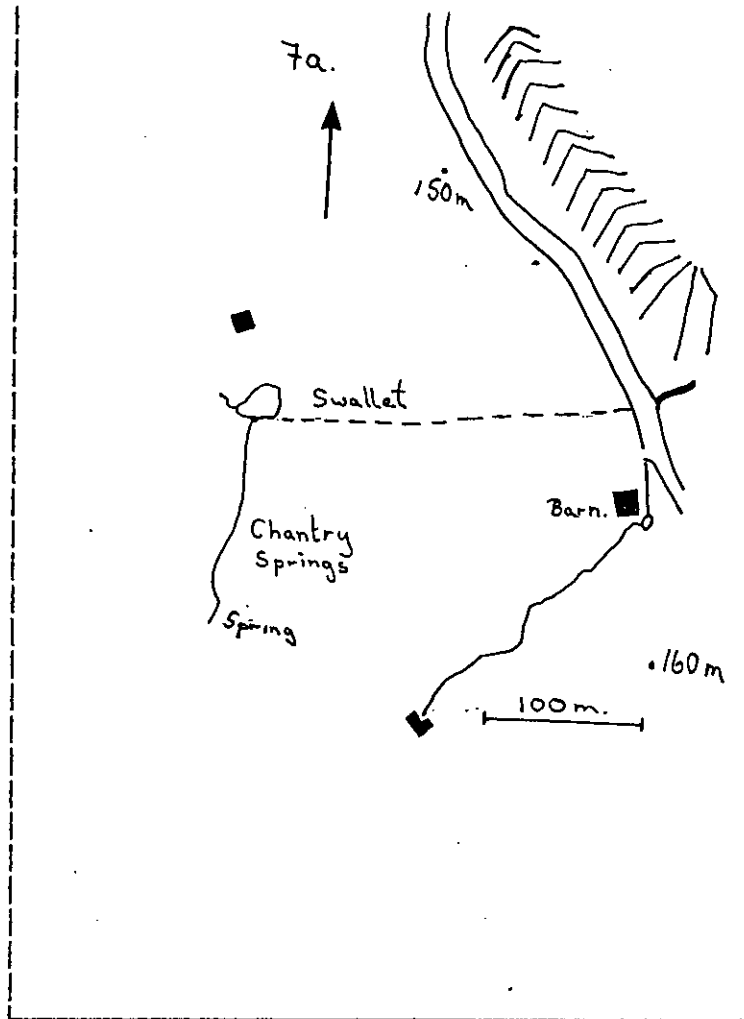 7a.
150m
Swallet
Barn.
Chantry
Springs
Spring
160m
100m.